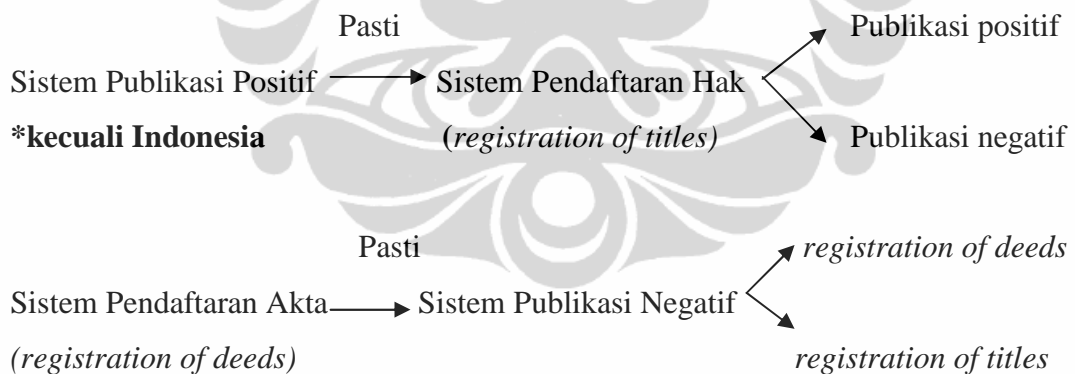 Pasti Publikasi positif
Sistem Publikasi Positif Sistem Pendaftaran Hak
*kecuali Indonesia (registration of titles) Publikasi negatif
Pasti registration of deeds
Sistem Pendaftaran Akta Sistem Publikasi Negatif
(registration of deeds) registration of titles